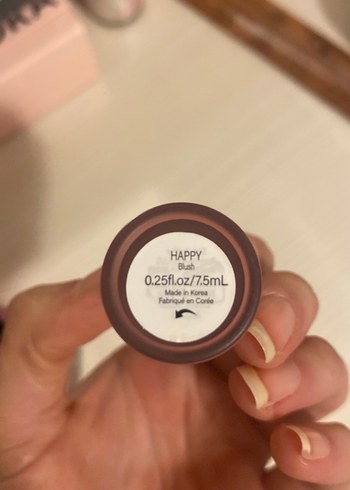 HAPPY
Blush
0.25fl.oz/7.5mL
Made in Korea
Fabriqué en Corée